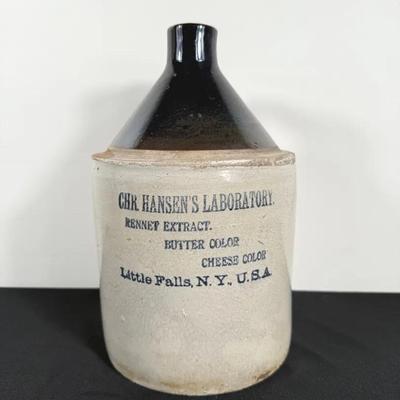 CHR. HANSEN'S LABORATORY.
RENNET EXTRACT.
BUTTER COLOR
CHEESE COLOR
Little Falls, N.Y., U.S.A.